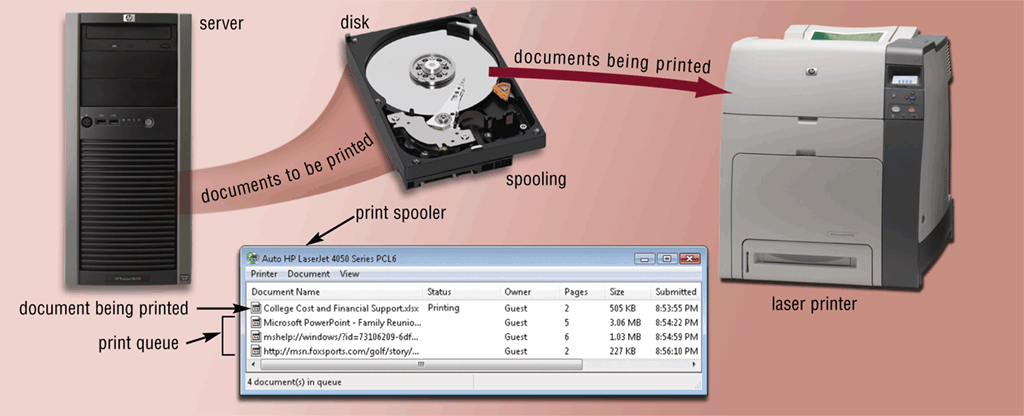 server
disk
documents being printed
documents to be printed
spooling
print spooler
laser printer
Auto HP LaserJet 4050 Series PCL6
Printer Document View
Document Name Status Owner Pages Size Submitted
document being printed
College Cost and Financial Support.xlsx Printing Guest 2 505 KB 8:53:55 PM
Microsoft PowerPoint - Family Reunio... Guest 5 3.06 MB 8:54:22 PM
print queue
mshelp://windows/?id=73106209-6df... Guest 6 1.03 MB 8:54:59 PM
http://msn.foxsports.com/golf/story/... Guest 2 227 KB 8:56:10 PM
4 document(s) in queue